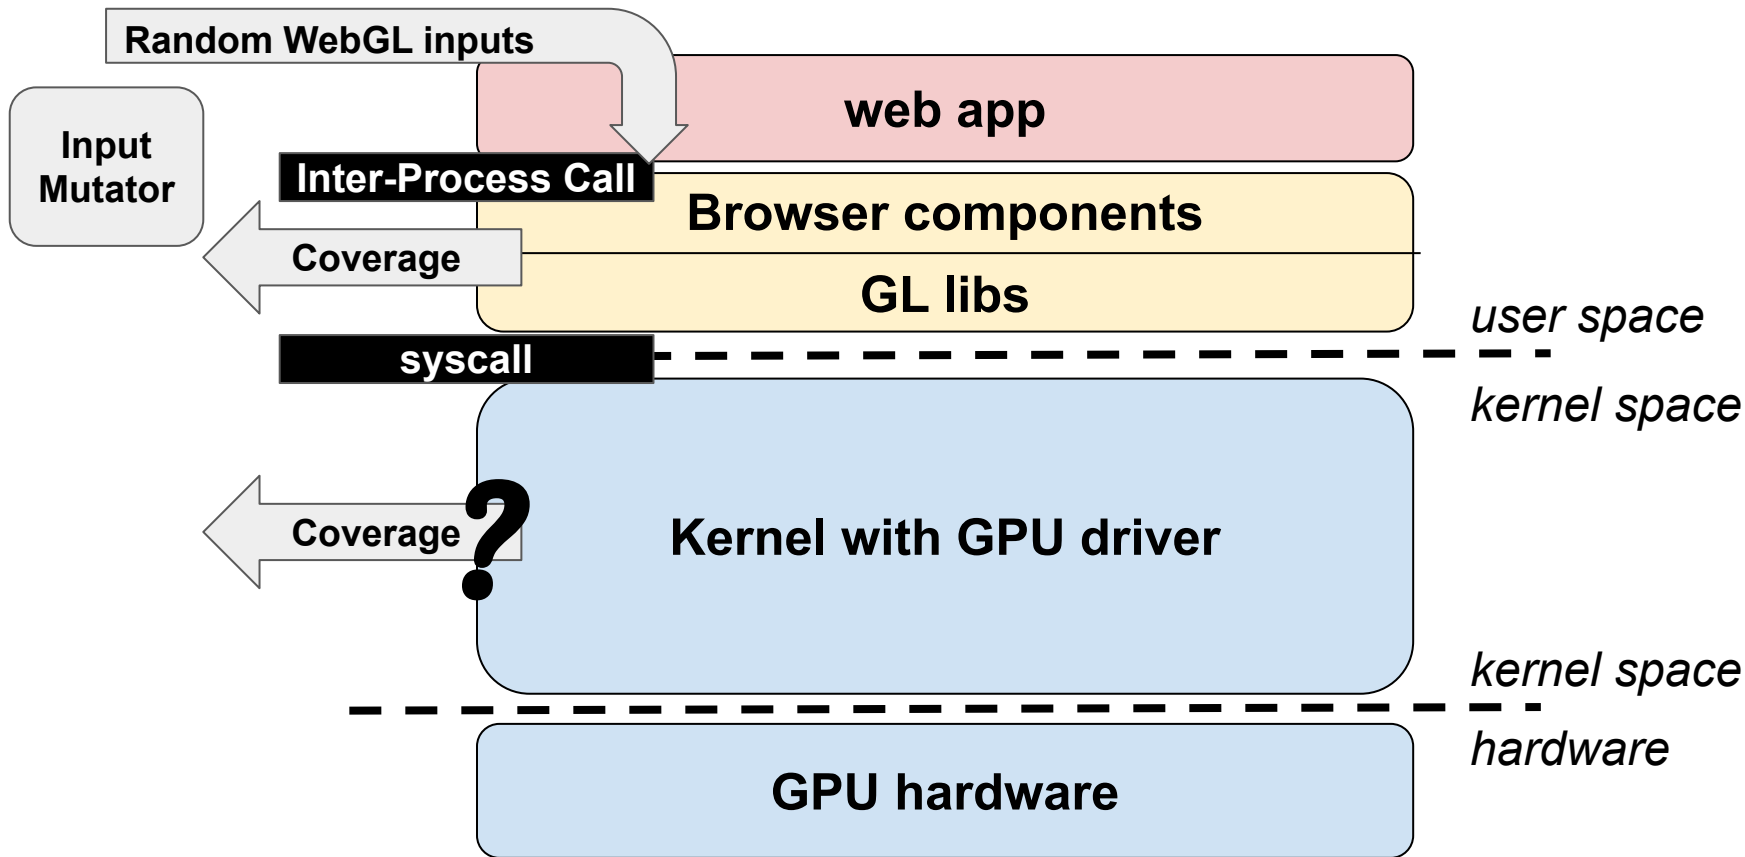 Random WebGL inputs
web app
Input
Mutator
Inter-Process Call
Browser components
Coverage
GL libs
user space
syscall
kernel space
Coverage
?
Kernel with GPU driver
kernel space
hardware
GPU hardware